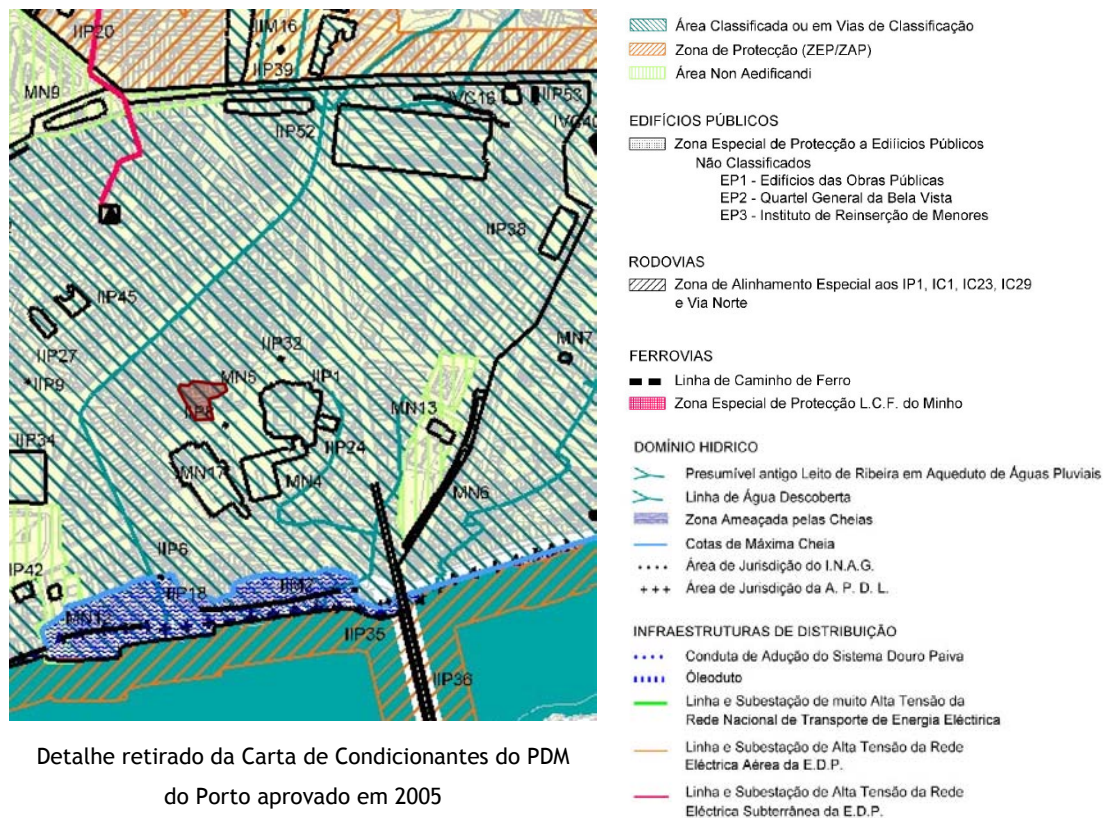 IIP20
IIM16
IIP39
MN9
IIP52
IIP53
IIP38
IIP45
IIP27
IIP9
IIP32
MN5
IIP1
MN7
IIP34
MN13
IIP24
MN17
MN4
MN6
IIP6
IIP18
IIP35
IIP36
Detalhe retirado da Carta de Condicionantes do PDM
do Porto aprovado em 2005
Área Classificada ou em Vias de Classificação
Zona de Protecção (ZEP/ZAP)
Área Non Aedificandi
EDIFÍCIOS PÚBLICOS
Zona Especial de Protecção a Edilicios Públicos
Não Classificados
EP1 - Edifícios das Obras Públicas
EP2 - Quartel General da Bela Vista
EP3 - Instituto de Reinserção de Menores
RODOVIAS
Zona de Alinhamento Especial aos IP1, IC1, IC23, IC29
e Via Norte
FERROVIAS
Linha de Caminho de Ferro
Zona Especial de Protecção L.C.F. do Minho
DOMÍNIO HIDRICO
Presumível antigo Leito de Ribeira em Aqueduto de Águas Pluviais
Linha de Água Descoberta
Zona Ameaçada pelas Cheias
Cotas de Máxima Cheia
Área de Jurisdição do I.N.A.G.
Área de Jurisdição da A. P. D. L.
INFRAESTRUTURAS DE DISTRIBUIÇÃO
Conduta de Adução do Sistema Douro Paiva
Óleoduto
Linha e Subestação de muito Alta Tensão da
Rede Nacional de Transporte de Energia Eléctirica
Linha e Subestação de Alta Tensão da Rede
Eléctrica Aérea da E.D.P.
Linha e Subestação de Alta Tensão da Rede
Eléctrica Subterrânea da E.D.P.